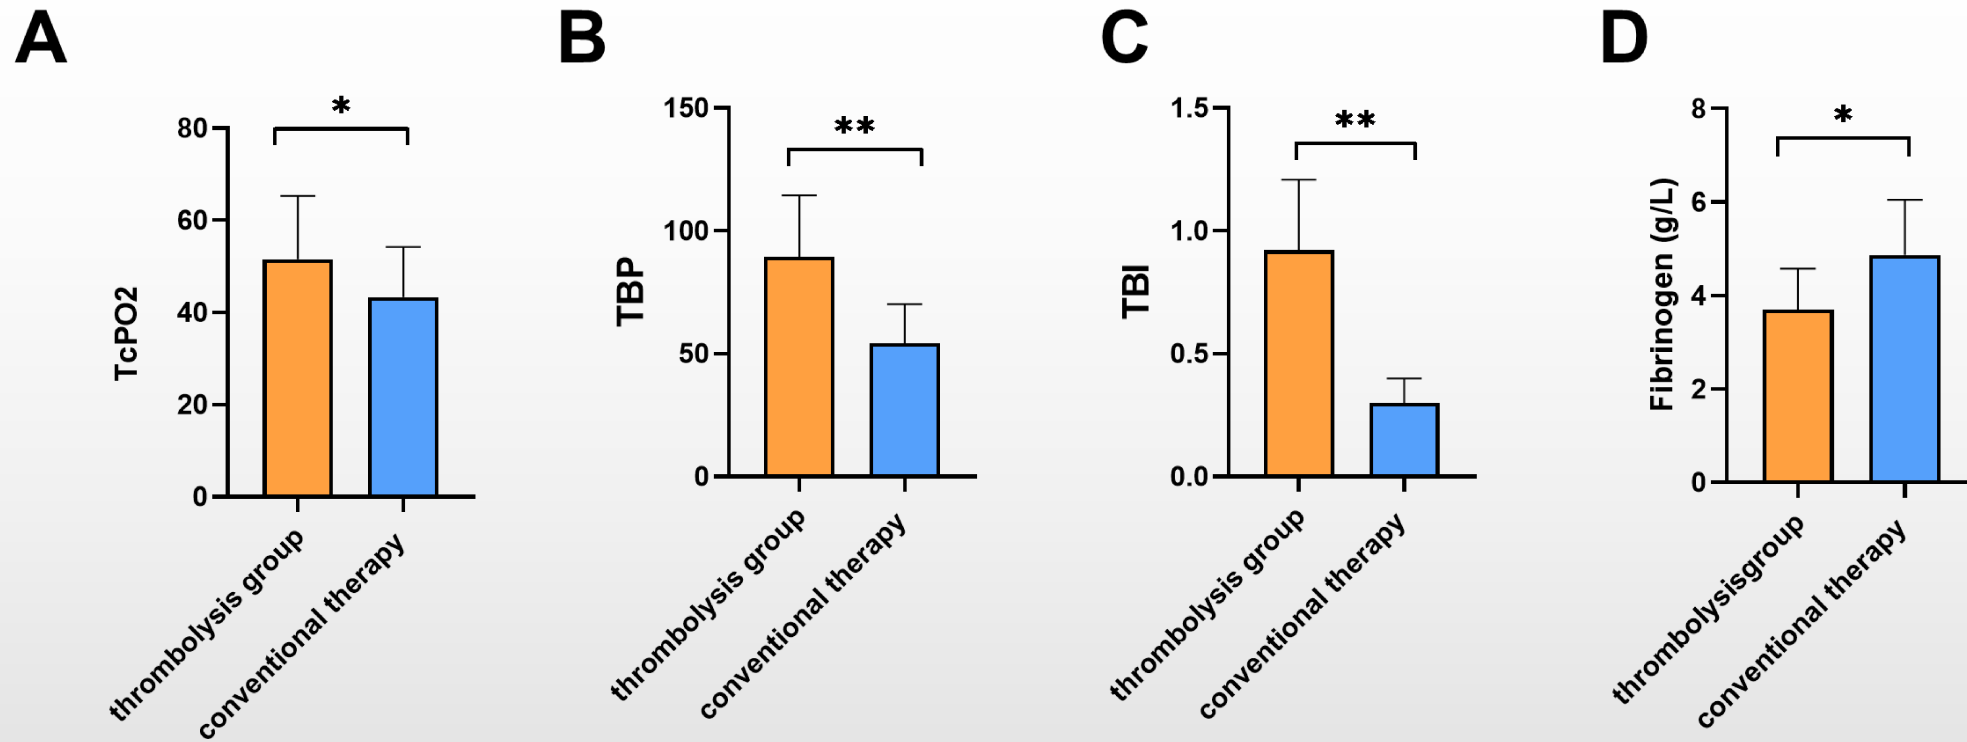 A
B
C
D
*
80
60
40
20
0
TcPO2
thrombolysis group
conventional therapy
**
150
100
50
0
TBP
thrombolysis group
conventional therapy
**
1.5
1.0
0.5
0.0
TBI
thrombolysis group
conventional therapy
*
8
6
4
2
0
Fibrinogen (g/L)
thrombolysisgroup
conventional therapy